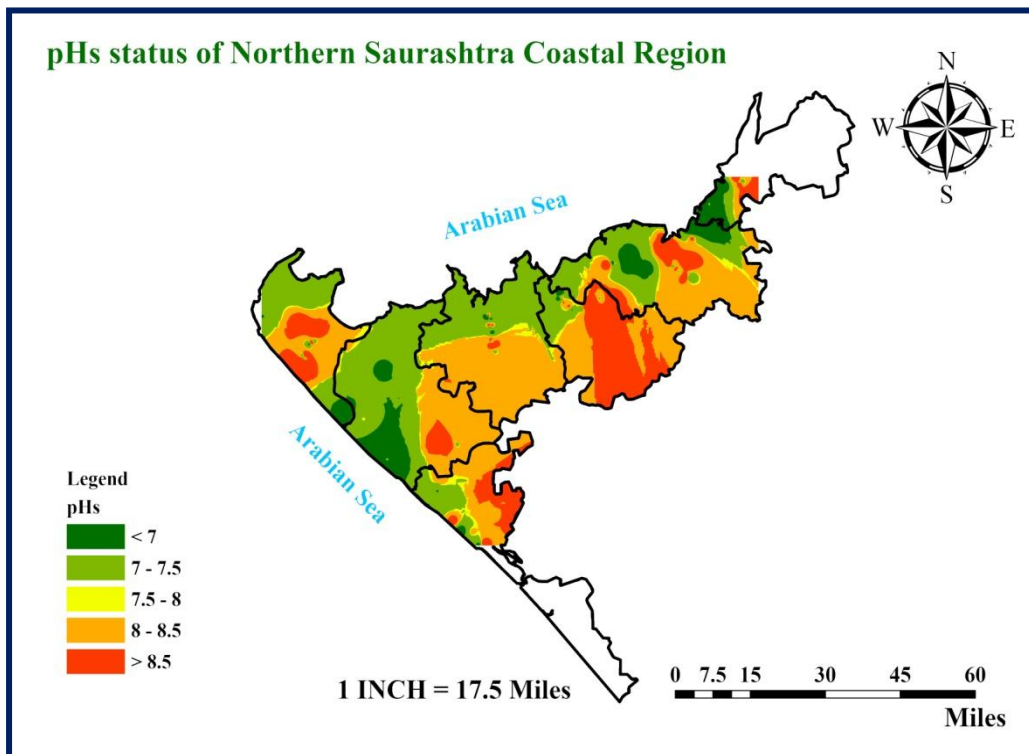 pHs status of Northern Saurashtra Coastal Region
N
W
E
S
Arabian Sea
Arabian Sea
Legend
pHs
< 7
7 - 7.5
7.5 - 8
8 - 8.5
> 8.5
1 INCH = 17.5 Miles
0 7.5 15 30 45 60
Miles